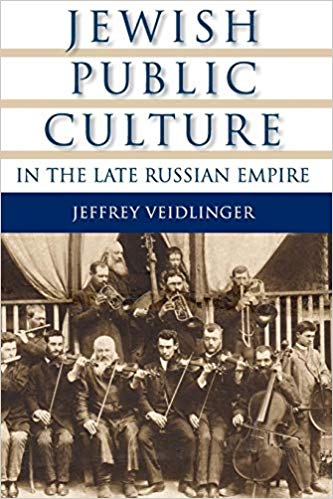 JEWISH
PUBLIC
CULTURE
IN THE LATE RUSSIAN EMPIRE
JEFFREY VEIDLINGER